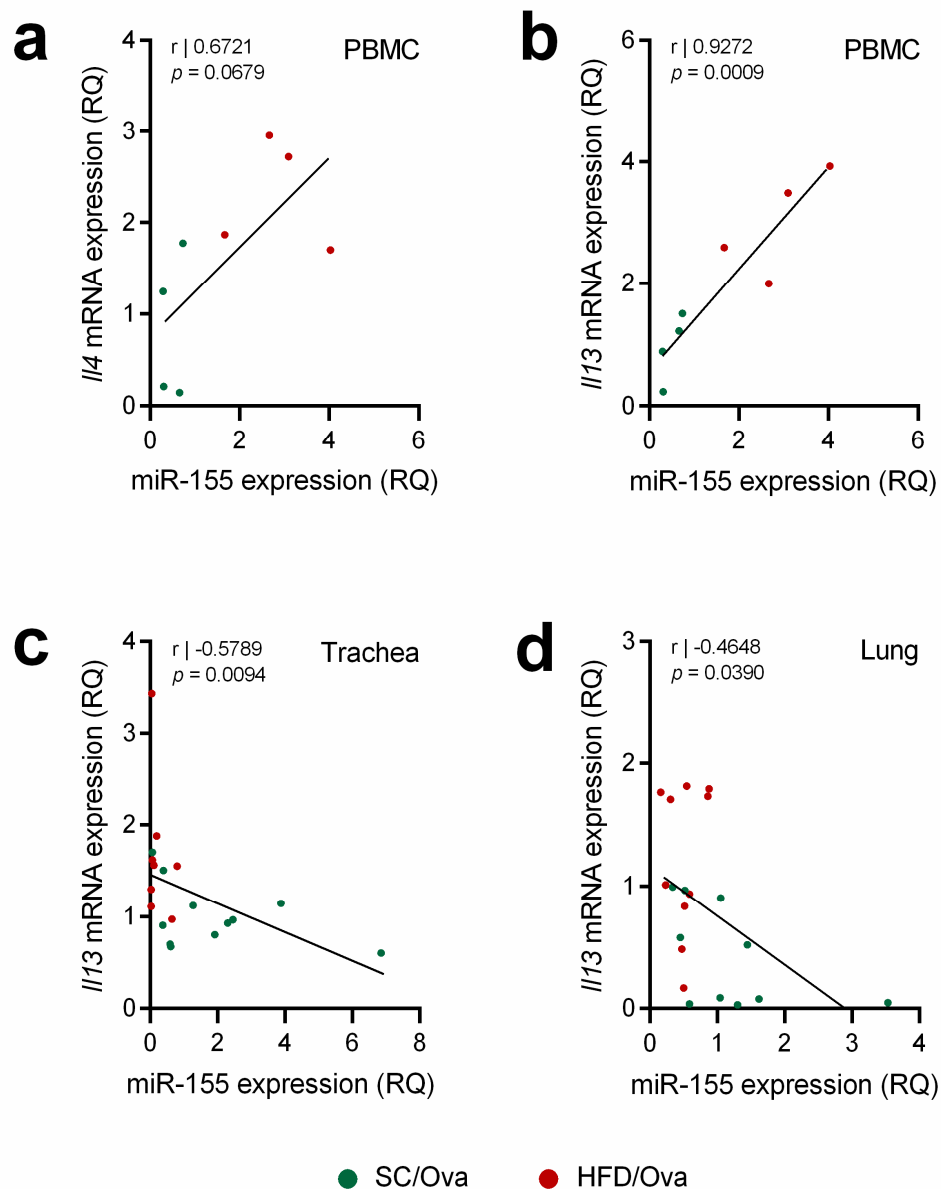 a
r | 0.6721
p = 0.0679
PBMC
Il4 mRNA expression (RQ)
4
3
2
1
0
0 2 4 6
miR-155 expression (RQ)
b
r | 0.9272
p = 0.0009
PBMC
Il13 mRNA expression (RQ)
6
4
2
0
0 2 4 6
miR-155 expression (RQ)
c
r | -0.5789
p = 0.0094
Trachea
Il13 mRNA expression (RQ)
4
3
2
1
0
0 2 4 6 8
miR-155 expression (RQ)
d
r | -0.4648
p = 0.0390
Lung
Il13 mRNA expression (RQ)
3
2
1
0
0 1 2 3 4
miR-155 expression (RQ)
SC/Ova HFD/Ova